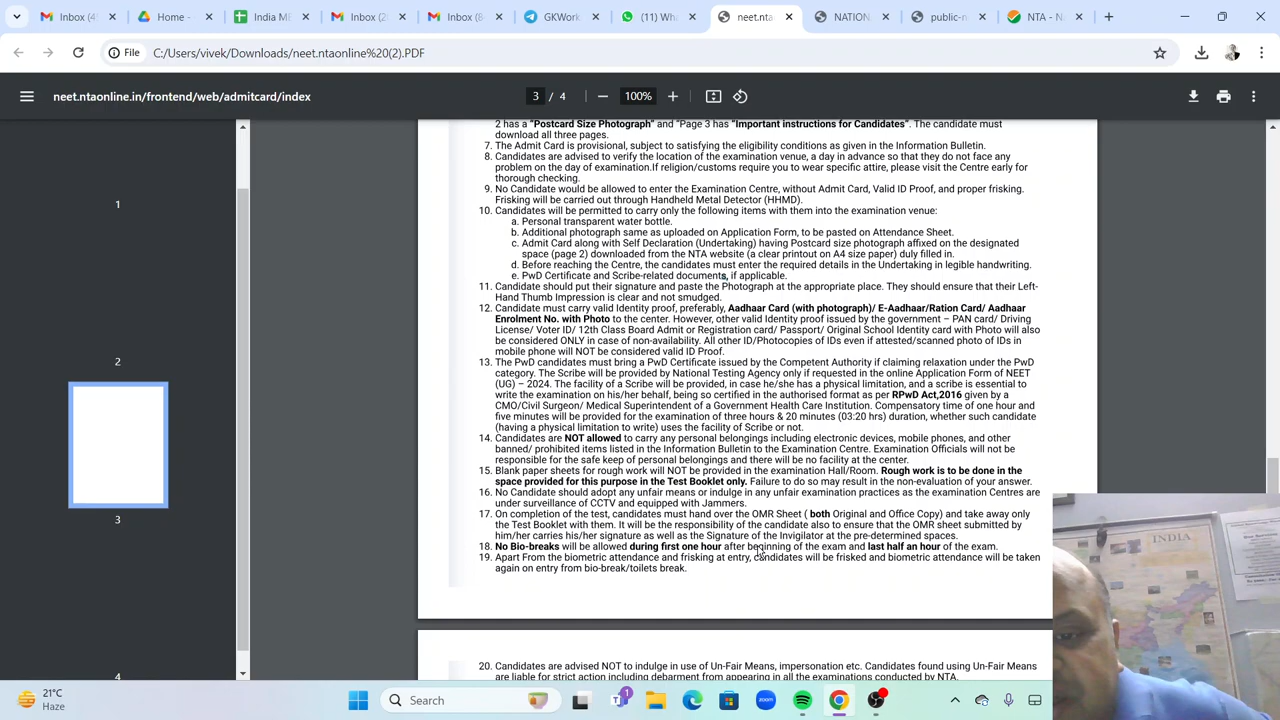 Inbox (4
Home -
India ME
Inbox (2
Inbox (8
GKWork
(11) Wha
neet.nta
NATION
public-n
NTA - N
File
C:/Users/vivek/Downloads/neet.ntaonline%20(2).PDF
neet.ntaonline.in/frontend/web/admitcard/index
3 / 4
100%
1
2
3
4
2 has a “Postcard Size Photograph” and “Page 3 has “Important instructions for Candidates”. The candidate must
download all three pages.
7. The Admit Card is provisional, subject to satisfying the eligibility conditions as given in the Information Bulletin.
8. Candidates are advised to verify the location of the examination venue, a day in advance so that they do not face any
problem on the day of examination.If religion/customs require you to wear specific attire, please visit the Centre early for
thorough checking.
9. No Candidate would be allowed to enter the Examination Centre, without Admit Card, Valid ID Proof, and proper frisking.
Frisking will be carried out through Handheld Metal Detector (HHMD).
10. Candidates will be permitted to carry only the following items with them into the examination venue:
a. Personal transparent water bottle.
b. Additional photograph same as uploaded on Application Form, to be pasted on Attendance Sheet.
c. Admit Card along with Self Declaration (Undertaking) having Postcard size photograph affixed on the designated
space (page 2) downloaded from the NTA website (a clear printout on A4 size paper) duly filled in.
d. Before reaching the Centre, the candidates must enter the required details in the Undertaking in legible handwriting.
e. PwD Certificate and Scribe-related documents, if applicable.
11. Candidate should put their signature and paste the Photograph at the appropriate place. They should ensure that their Left-
Hand Thumb Impression is clear and not smudged.
12. Candidate must carry valid Identity proof, preferably, Aadhaar Card (with photograph)/ E-Aadhaar/Ration Card/ Aadhaar
Enrolment No. with Photo to the center. However, other valid Identity proof issued by the government – PAN card/ Driving
License/ Voter ID/ 12th Class Board Admit or Registration card/ Passport/ Original School Identity card with Photo will also
be considered ONLY in case of non-availability. All other ID/Photocopies of IDs even if attested/scanned photo of IDs in
mobile phone will NOT be considered valid ID Proof.
13. The PwD candidates must bring a PwD Certificate issued by the Competent Authority if claiming relaxation under the PwD
category. The Scribe will be provided by National Testing Agency only if requested in the online Application Form of NEET
(UG) – 2024. The facility of a Scribe will be provided, in case he/she has a physical limitation, and a scribe is essential to
write the examination on his/her behalf, being so certified in the authorised format as per RPwD Act,2016 given by a
CMO/Civil Surgeon/ Medical Superintendent of a Government Health Care Institution. Compensatory time of one hour and
five minutes will be provided for the examination of three hours & 20 minutes (03:20 hrs) duration, whether such candidate
(having a physical limitation to write) uses the facility of Scribe or not.
14. Candidates are NOT allowed to carry any personal belongings including electronic devices, mobile phones, and other
banned/ prohibited items listed in the Information Bulletin to the Examination Centre. Examination Officials will not be
responsible for the safe keep of personal belongings and there will be no facility at the center.
15. Blank paper sheets for rough work will NOT be provided in the examination Hall/Room. Rough work is to be done in the
space provided for this purpose in the Test Booklet only. Failure to do so may result in the non-evaluation of your answer.
16. No Candidate should adopt any unfair means or indulge in any unfair examination practices as the examination Centres are
under surveillance of CCTV and equipped with Jammers.
17. On completion of the test, candidates must hand over the OMR Sheet ( both Original and Office Copy) and take away only
the Test Booklet with them. It will be the responsibility of the candidate also to ensure that the OMR sheet submitted by
him/her carries his/her signature as well as the Signature of the Invigilator at the pre-determined spaces.
18. No Bio-breaks will be allowed during first one hour after beginning of the exam and last half an hour of the exam.
19. Apart From the biometric attendance and frisking at entry, candidates will be frisked and biometric attendance will be taken
again on entry from bio-break/toilets break.
20. Candidates are advised NOT to indulge in use of Un-Fair Means, impersonation etc. Candidates found using Un-Fair Means
are liable for strict action including debarment from appearing in all the examinations conducted by NTA.
INDIA
21°C
Haze
Search
1
zoom